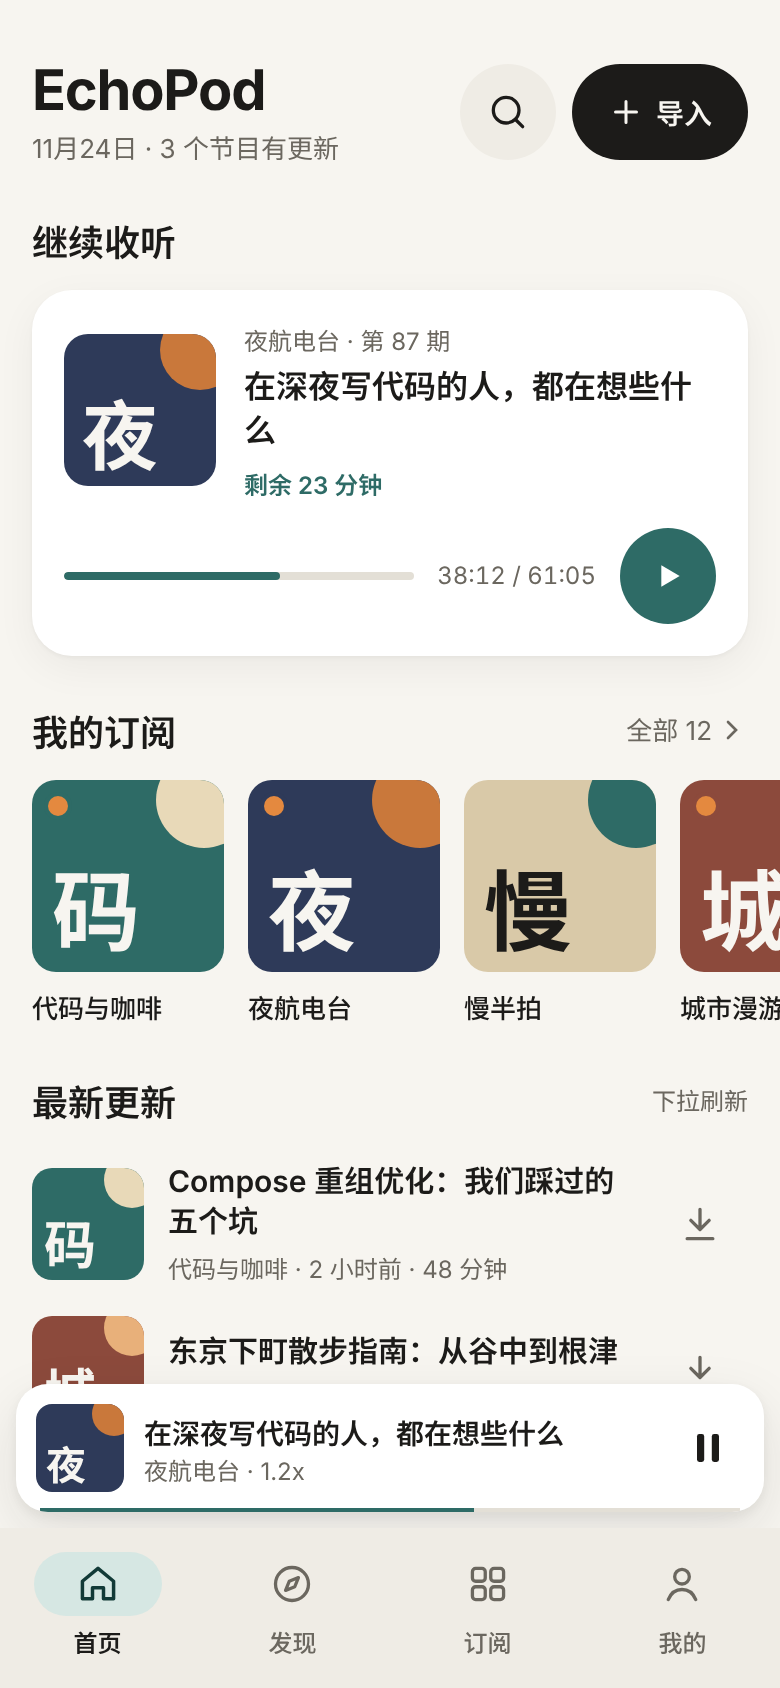 EchoPod
11月24日 · 3 个节目有更新
导入
继续收听
夜
夜航电台 · 第 87 期
在深夜写代码的人，都在想些什
么
剩余 23 分钟
38:12 / 61:05
我的订阅
全部 12
码
夜
慢
城
代码与咖啡
夜航电台
慢半拍
城市漫游
最新更新
下拉刷新
码
Compose 重组优化：我们踩过的
五个坑
代码与咖啡 · 2 小时前 · 48 分钟
城
东京下町散步指南：从谷中到根津
夜
在深夜写代码的人，都在想些什么
夜航电台 · 1.2x
首页
发现
订阅
我的